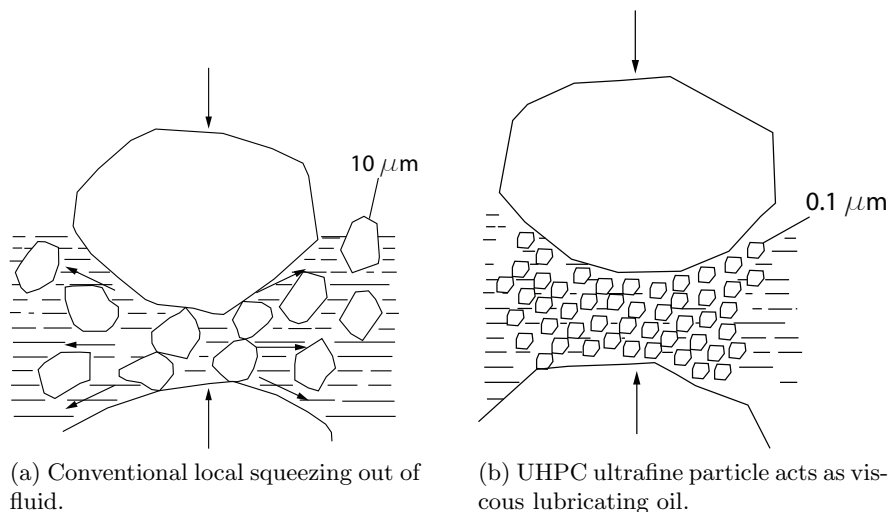 10 μm
0.1 μm
(a) Conventional local squeezing out of
fluid.
(b) UHPC ultrafine particle acts as vis-
cous lubricating oil.